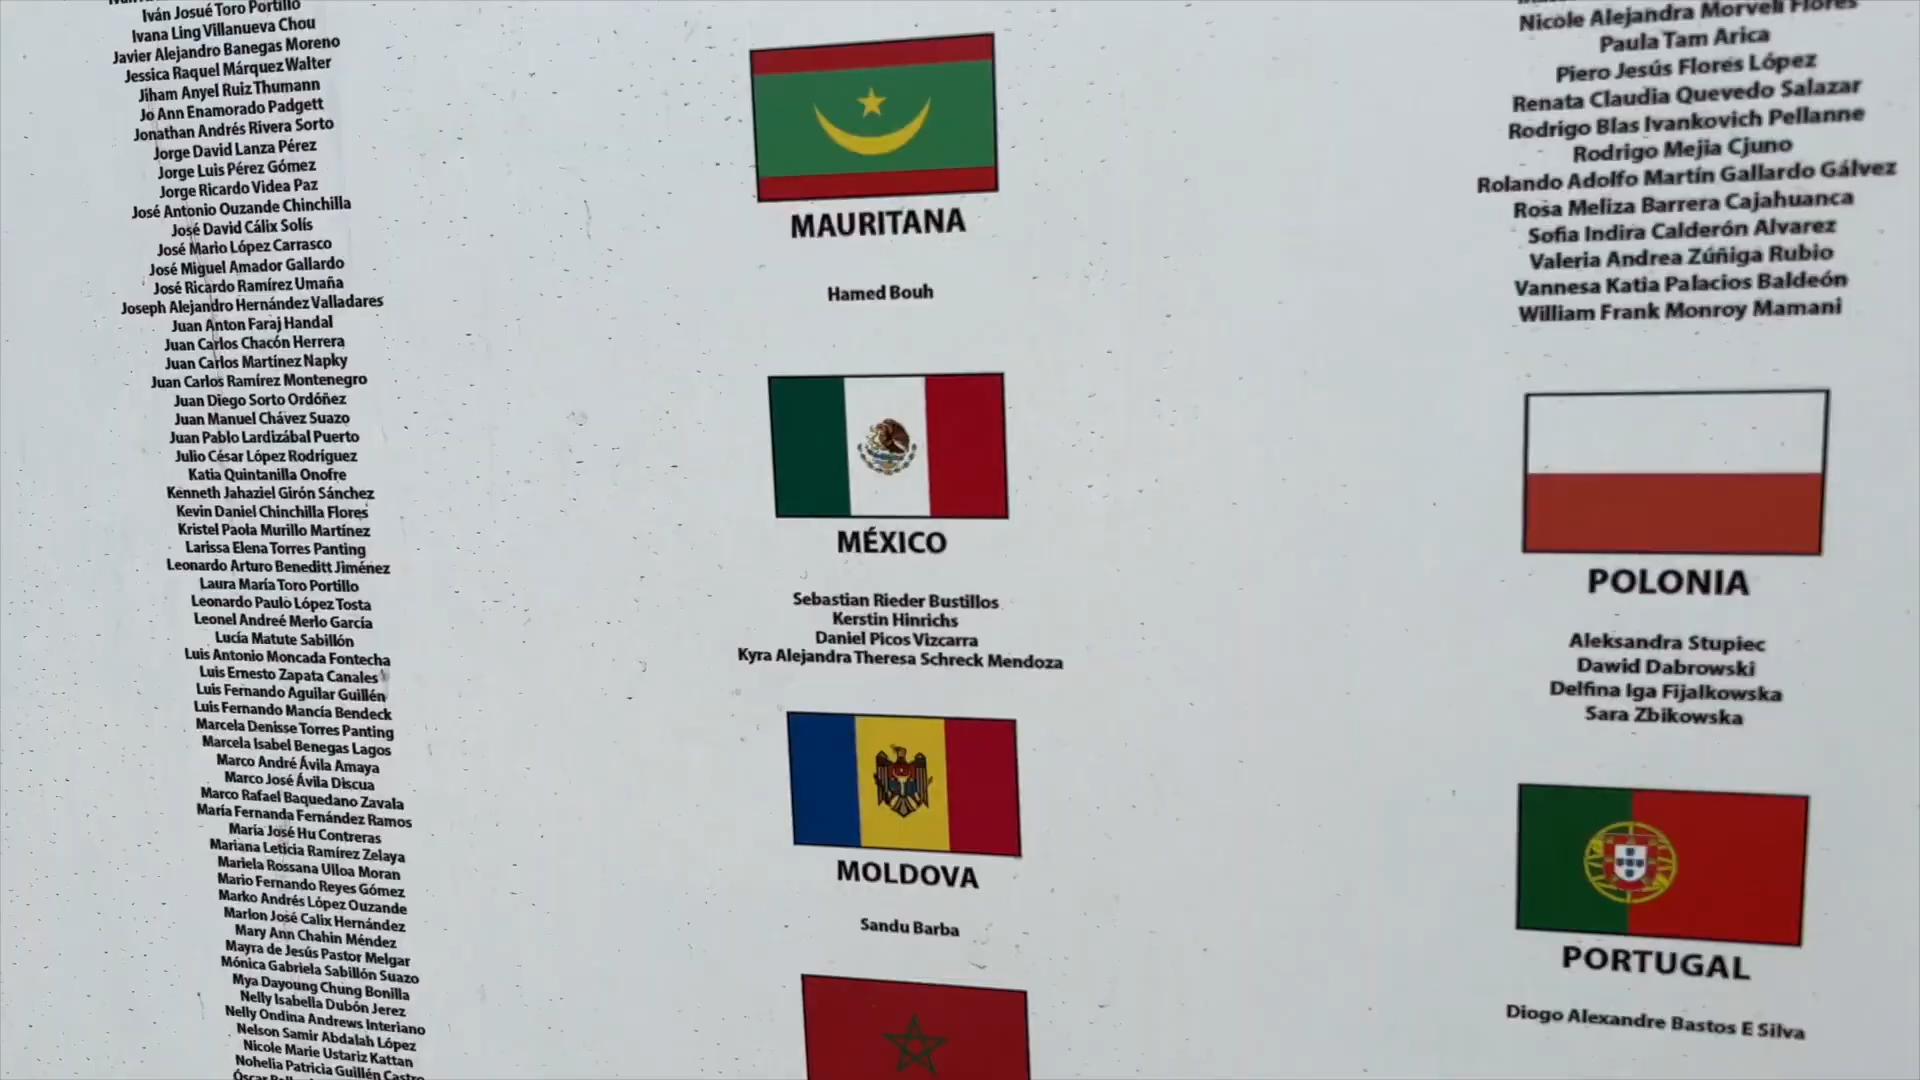 Iván Josué Toro Portillo
Ivana Ling Villanueva Chou
Javier Alejandro Banegas Moreno
Jessica Raquel Márquez Walter
Jiham Anyel Ruiz Thumann
Jo Ann Enamorado Padgett
Jonathan Andrés Rivera Sorto
Jorge David Lanza Pérez
Jorge Luis Pérez Gómez
Jorge Ricardo Videa Paz
José Antonio Ouzande Chinchilla
José David Cálix Solís
José Mario López Carrasco
José Miguel Amador Gallardo
José Ricardo Ramírez Umaña
Joseph Alejandro Hernández Valladares
Juan Anton Faraj Handal
Juan Carlos Chacón Herrera
Juan Carlos Martínez Napky
Juan Carlos Ramírez Montenegro
Juan Diego Sorto Ordóñez
Juan Manuel Chávez Suazo
Juan Pablo Lardizábal Puerto
Julio César López Rodríguez
Katia Quintanilla Onofre
Kenneth Jahaziel Girón Sánchez
Kevin Daniel Chinchilla Flores
Kristel Paola Murillo Martínez
Larissa Elena Torres Panting
Leonardo Arturo Beneditt Jiménez
Laura María Toro Portillo
Leonardo Paulo López Tosta
Leonel Andreé Merlo García
Lucía Matute Sabillón
Luis Antonio Moncada Fontecha
Luis Ernesto Zapata Canales
Luis Fernando Aguilar Guillén
Luis Fernando Mancía Bendeck
Marcela Denisse Torres Panting
Marcela Isabel Benegas Lagos
Marco André Ávila Amaya
Marco José Ávila Discua
Marco Rafael Baquedano Zavala
María Fernanda Fernández Ramos
María José Hu Contreras
Mariana Leticia Ramírez Zelaya
Mariela Rossana Ulloa Moran
Mario Fernando Reyes Gómez
Marko Andrés López Ouzande
Marlon José Calix Hernández
Mary Ann Chahin Méndez
Mayra de Jesús Pastor Melgar
Mónica Gabriela Sabillón Suazo
Mya Dayoung Chung Bonilla
Nelly Isabella Dubón Jerez
Nelly Ondina Andrews Interiano
Nelson Samir Abdalah López
Nicole Marie Ustariz Kattan
Nohelia Patricia Guillén Castro
Óscar
MAURITANA
Hamed Bouh
MÉXICO
Sebastian Rieder Bustillos
Kerstin Hinrichs
Daniel Picos Vizcarra
Kyra Alejandra Theresa Schreck Mendoza
MOLDOVA
Sandu Barba
Nicole Alejandra Morveli Flores
Paula Tam Arica
Piero Jesús Flores López
Renata Claudia Quevedo Salazar
Rodrigo Blas Ivankovich Pellanne
Rodrigo Mejia Cjuno
Rolando Adolfo Martín Gallardo Gálvez
Rosa Meliza Barrera Cajahuanca
Sofia Indira Calderón Alvarez
Valeria Andrea Zúñiga Rubio
Vannesa Katia Palacios Baldeón
William Frank Monroy Mamani
POLONIA
Aleksandra Stupiec
Dawid Dabrowski
Delfina Iga Fijalkowska
Sara Zbikowska
PORTUGAL
Diogo Alexandre Bastos E Silva